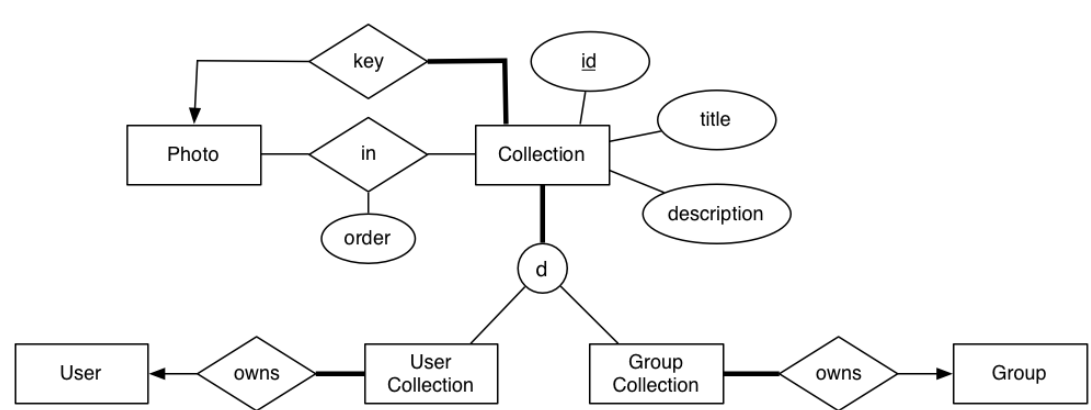 key
id
title
Photo
in
Collection
order
description
d
User
owns
User
Collection
Group
Collection
owns
Group